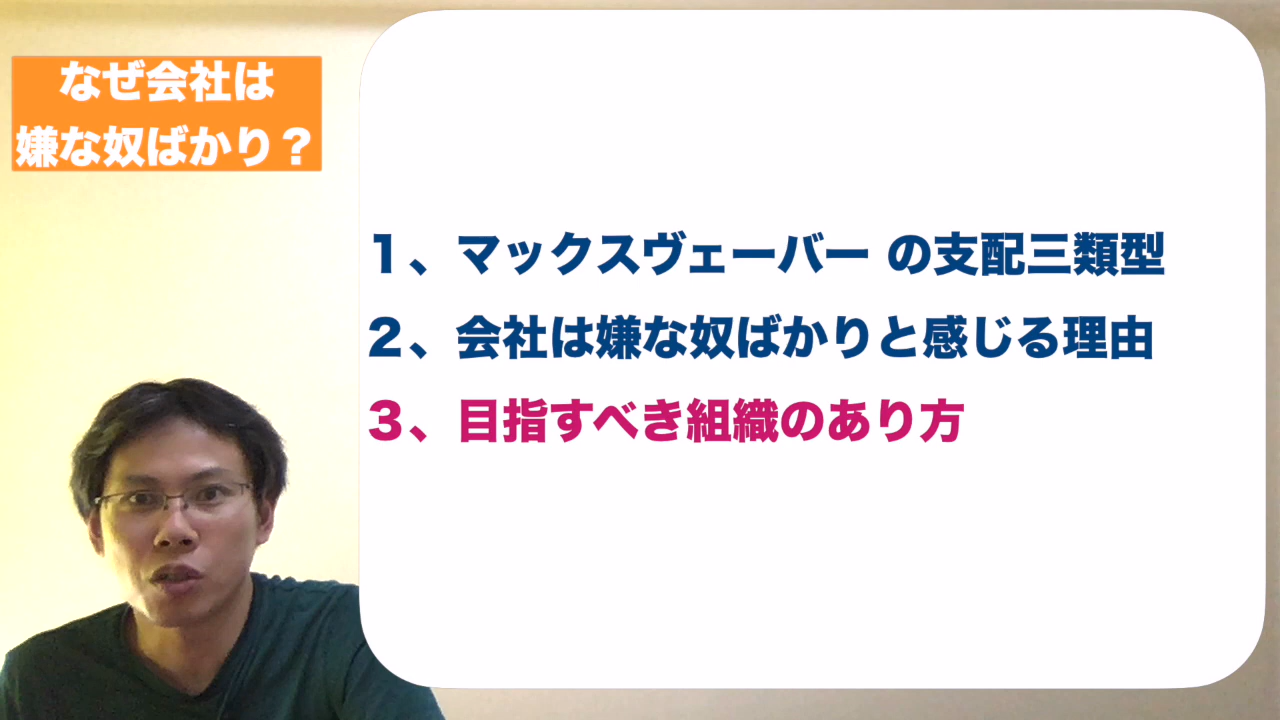 なぜ会社は
嫌な奴ばかり？
１、マックスヴェーバー の支配三類型
２、会社は嫌な奴ばかりと感じる理由
３、目指すべき組織のあり方